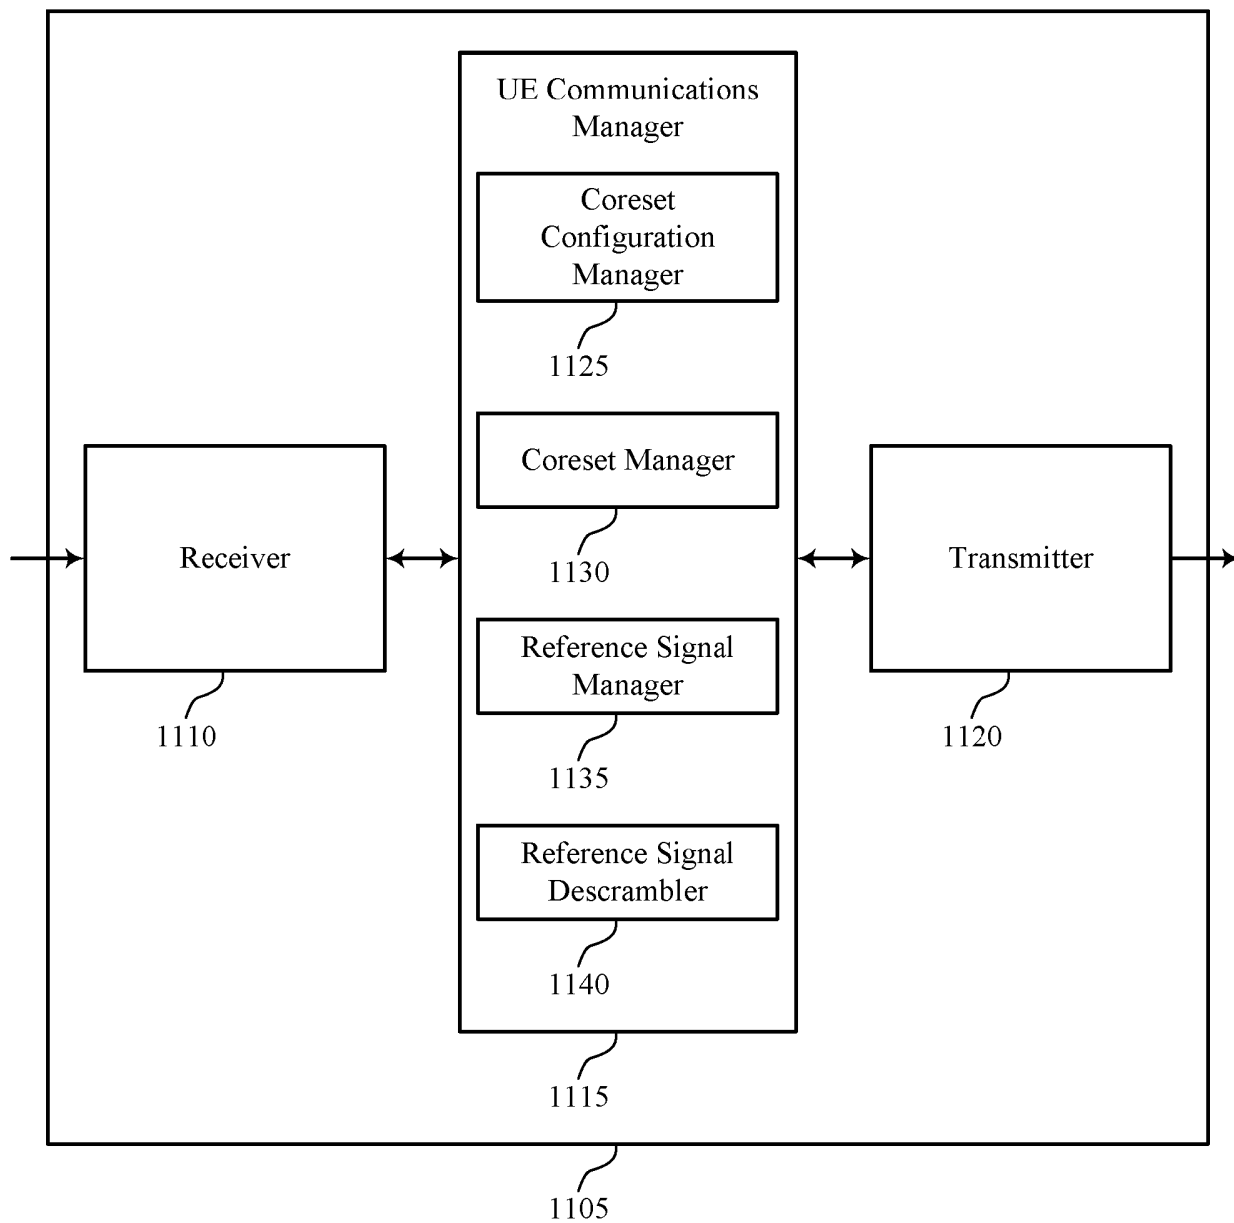 UE Communications
Manager
Coreset
Configuration
Manager
1125
Coreset Manager
1130
Receiver
1110
Reference Signal
Manager
1135
Transmitter
1120
Reference Signal
Descrambler
1140
1115
1105